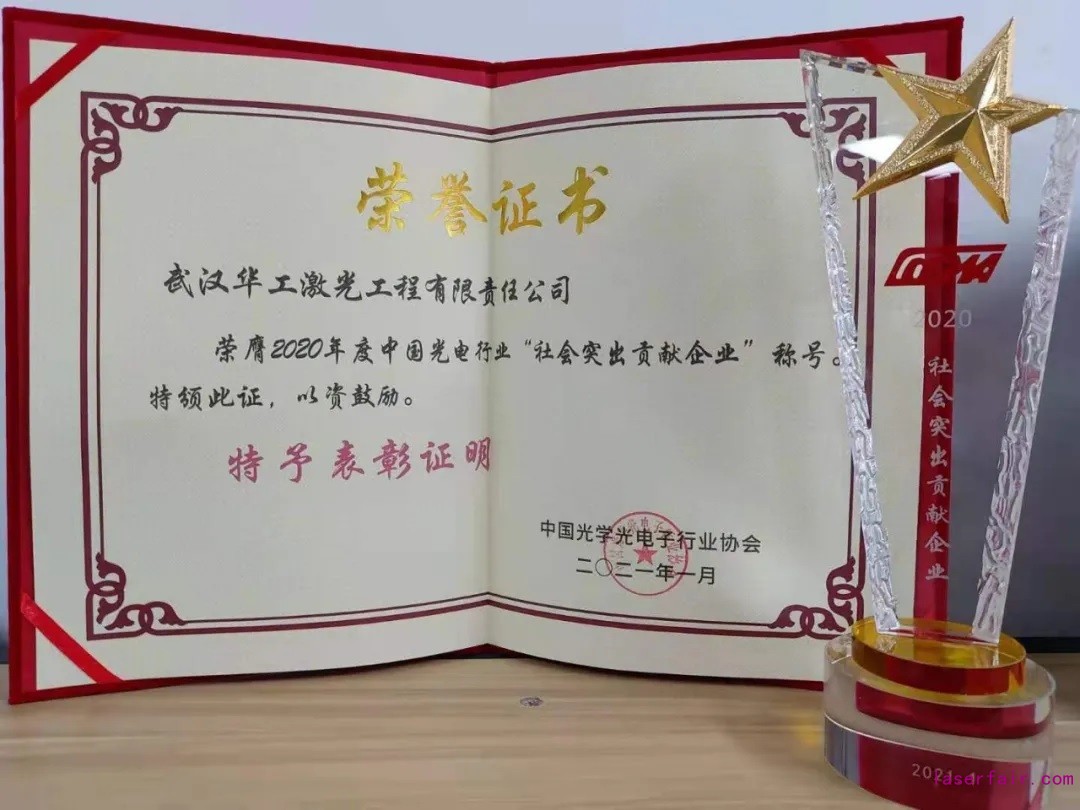 荣誉证书
武汉华工激光工程有限责任公司
荣膺2020年度中国光电行业“社会突出贡献企业”称号。
特颁此证，以资鼓励。
特予表彰证明
中国光学光电子行业协会
二〇二一年一月
COEMA
2020
社会突出贡献企业
laserfair.com